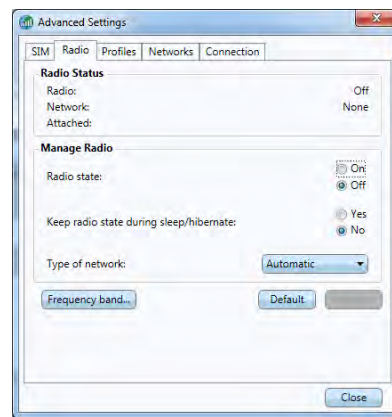 Advanced Settings
SIM Radio Profiles Networks Connection
Radio Status
Radio: Off
Network: None
Attached:
Manage Radio
Radio state: On
Off
Keep radio state during sleep/hibernate: Yes
No
Type of network: Automatic
Frequency band... Default
Close